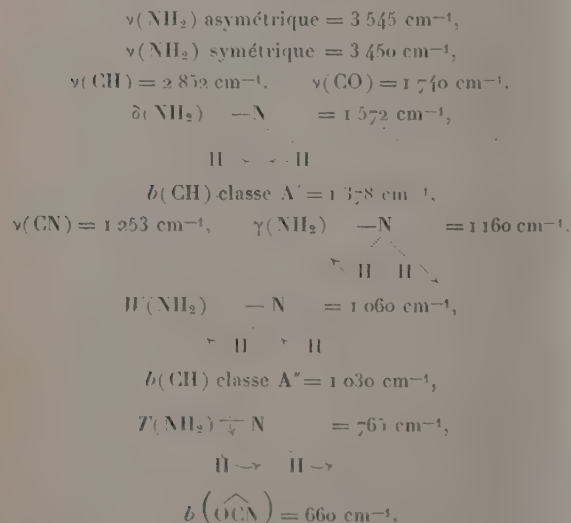 ν(NH₂) asymétrique = 3 545 cm⁻¹,
ν(NH₂) symétrique = 3 450 cm⁻¹,
ν(CH) = 2 852 cm⁻¹. ν(CO) = 1 740 cm⁻¹.
δ(NH₂) —N = 1 572 cm⁻¹,
H H
b(CH) classe A′ = 1 378 cm⁻¹,
ν(CN) = 1 253 cm⁻¹, γ(NH₂) —N = 1 160 cm⁻¹.
H H
W(NH₂) —N = 1 060 cm⁻¹,
H H
b(CH) classe A″ = 1 030 cm⁻¹,
T(NH₂) — N = 765 cm⁻¹,
H H
b(OCN) = 660 cm⁻¹.